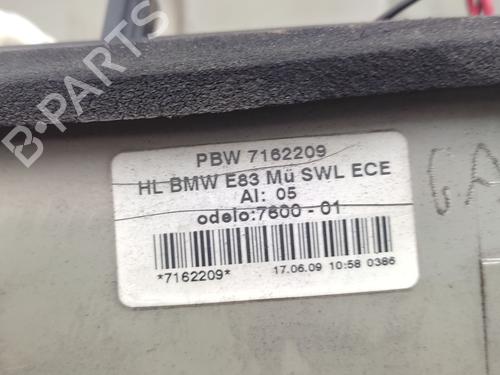 B-PARTS
PBW 7162209
HL BMW E83 Mü SWL ECE
AI: 05
odelo:7600 - 01
*7162209* 17.06.09 10:58 0386